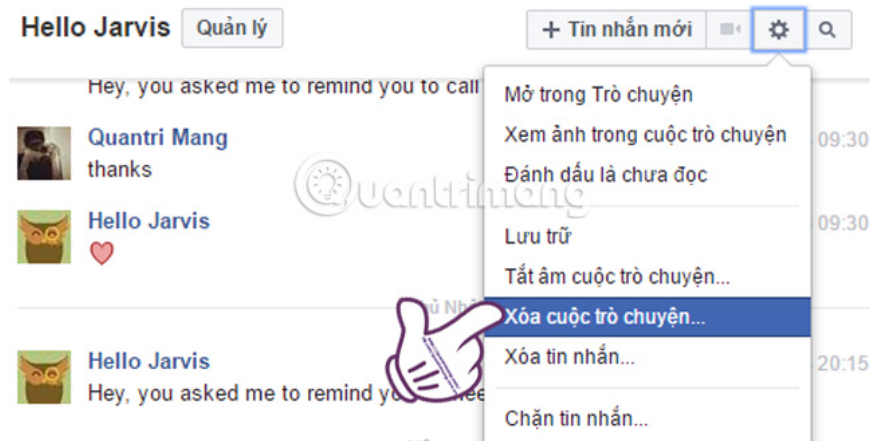 Hello Jarvis Quản lý + Tin nhắn mới
Hey, you asked me to remind you to call
Mở trong Trò chuyện
Quantri Mang
Xem ảnh trong cuộc trò chuyện
09:30
thanks
Đánh dấu là chưa đọc
Quantrimang
Hello Jarvis
09:30
Lưu trữ
Tắt âm cuộc trò chuyện...
Xóa cuộc trò chuyện...
Hello Jarvis
Xóa tin nhắn...
20:15
Hey, you asked me to remind
Chặn tin nhắn...